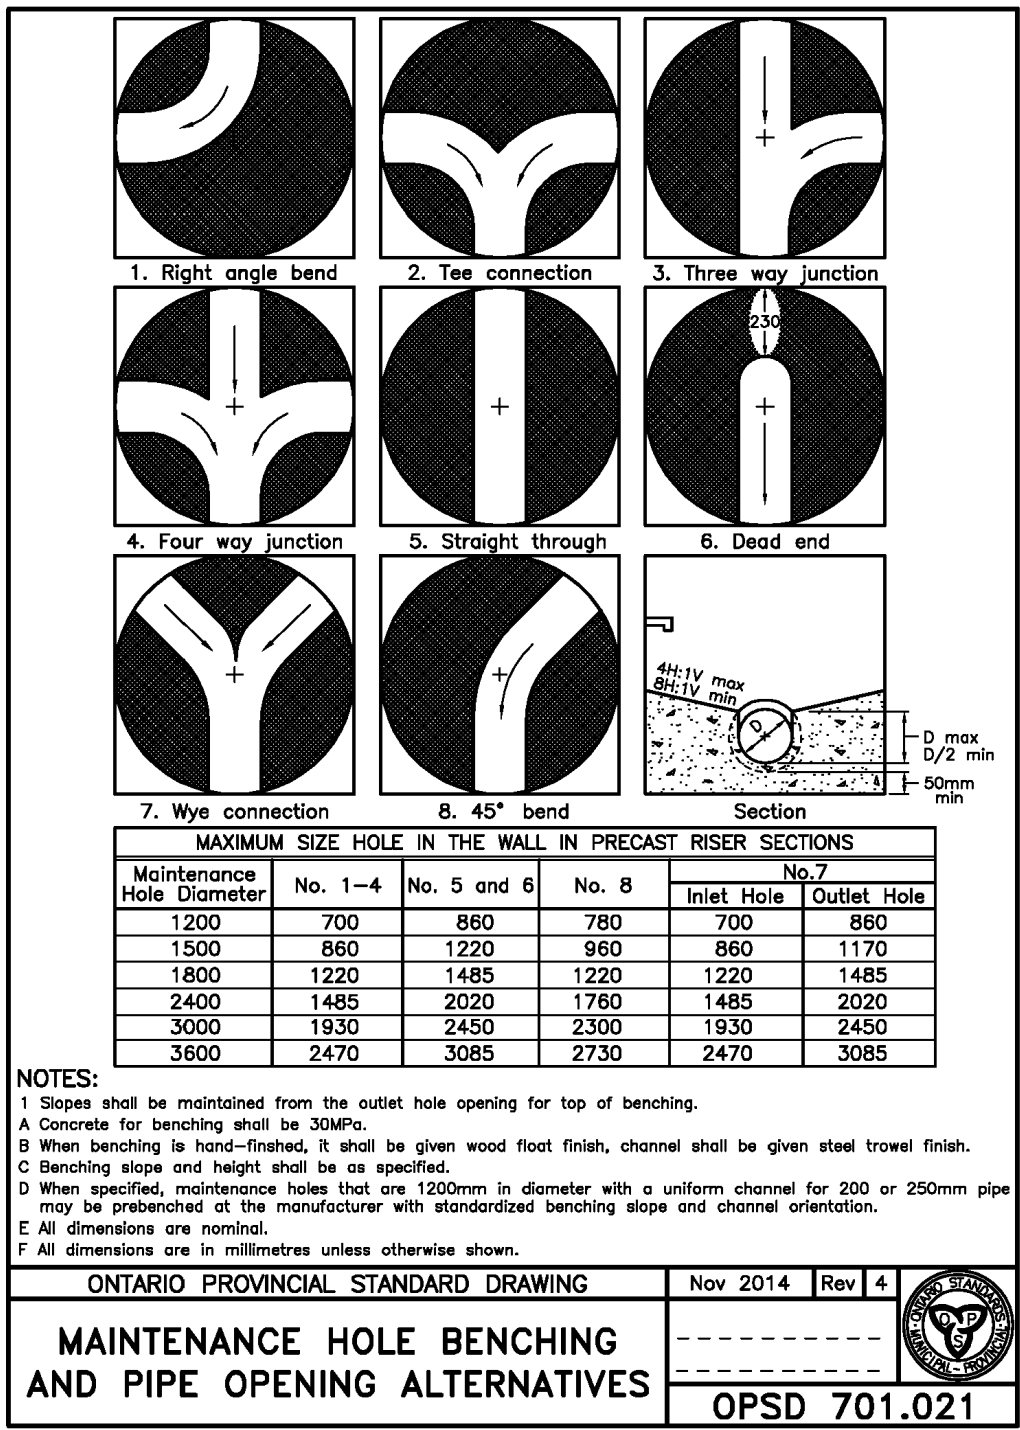 1. Right angle bend
2. Tee connection
3. Three way junction
230
4. Four way junction
5. Straight through
6. Dead end
4H:1V max
8H:1V min
D
D max
D/2 min
50mm
min
7. Wye connection
8. 45° bend
Section
MAXIMUM SIZE HOLE IN THE WALL IN PRECAST RISER SECTIONS
Maintenance Hole Diameter No. 1-4 No. 5 and 6 No. 8 No.7
Inlet Hole Outlet Hole
1200 700 860 780 700 860
1500 860 1220 960 860 1170
1800 1220 1485 1220 1220 1485
2400 1485 2020 1760 1485 2020
3000 1930 2450 2300 1930 2450
3600 2470 3085 2730 2470 3085
NOTES:
1 Slopes shall be maintained from the outlet hole opening for top of benching.
A Concrete for benching shall be 30MPa.
B When benching is hand-finshed, it shall be given wood float finish, channel shall be given steel trowel finish.
C Benching slope and height shall be as specified.
D When specified, maintenance holes that are 1200mm in diameter with a uniform channel for 200 or 250mm pipe
may be prebenched at the manufacturer with standardized benching slope and channel orientation.
E All dimensions are nominal.
F All dimensions are in millimetres unless otherwise shown.
ONTARIO PROVINCIAL STANDARD DRAWING
Nov 2014 Rev 4
MAINTENANCE HOLE BENCHING
AND PIPE OPENING ALTERNATIVES
OPSD 701.021
ONTARIO STANDARDS
MUNICIPAL - PROVINCIAL
O P S